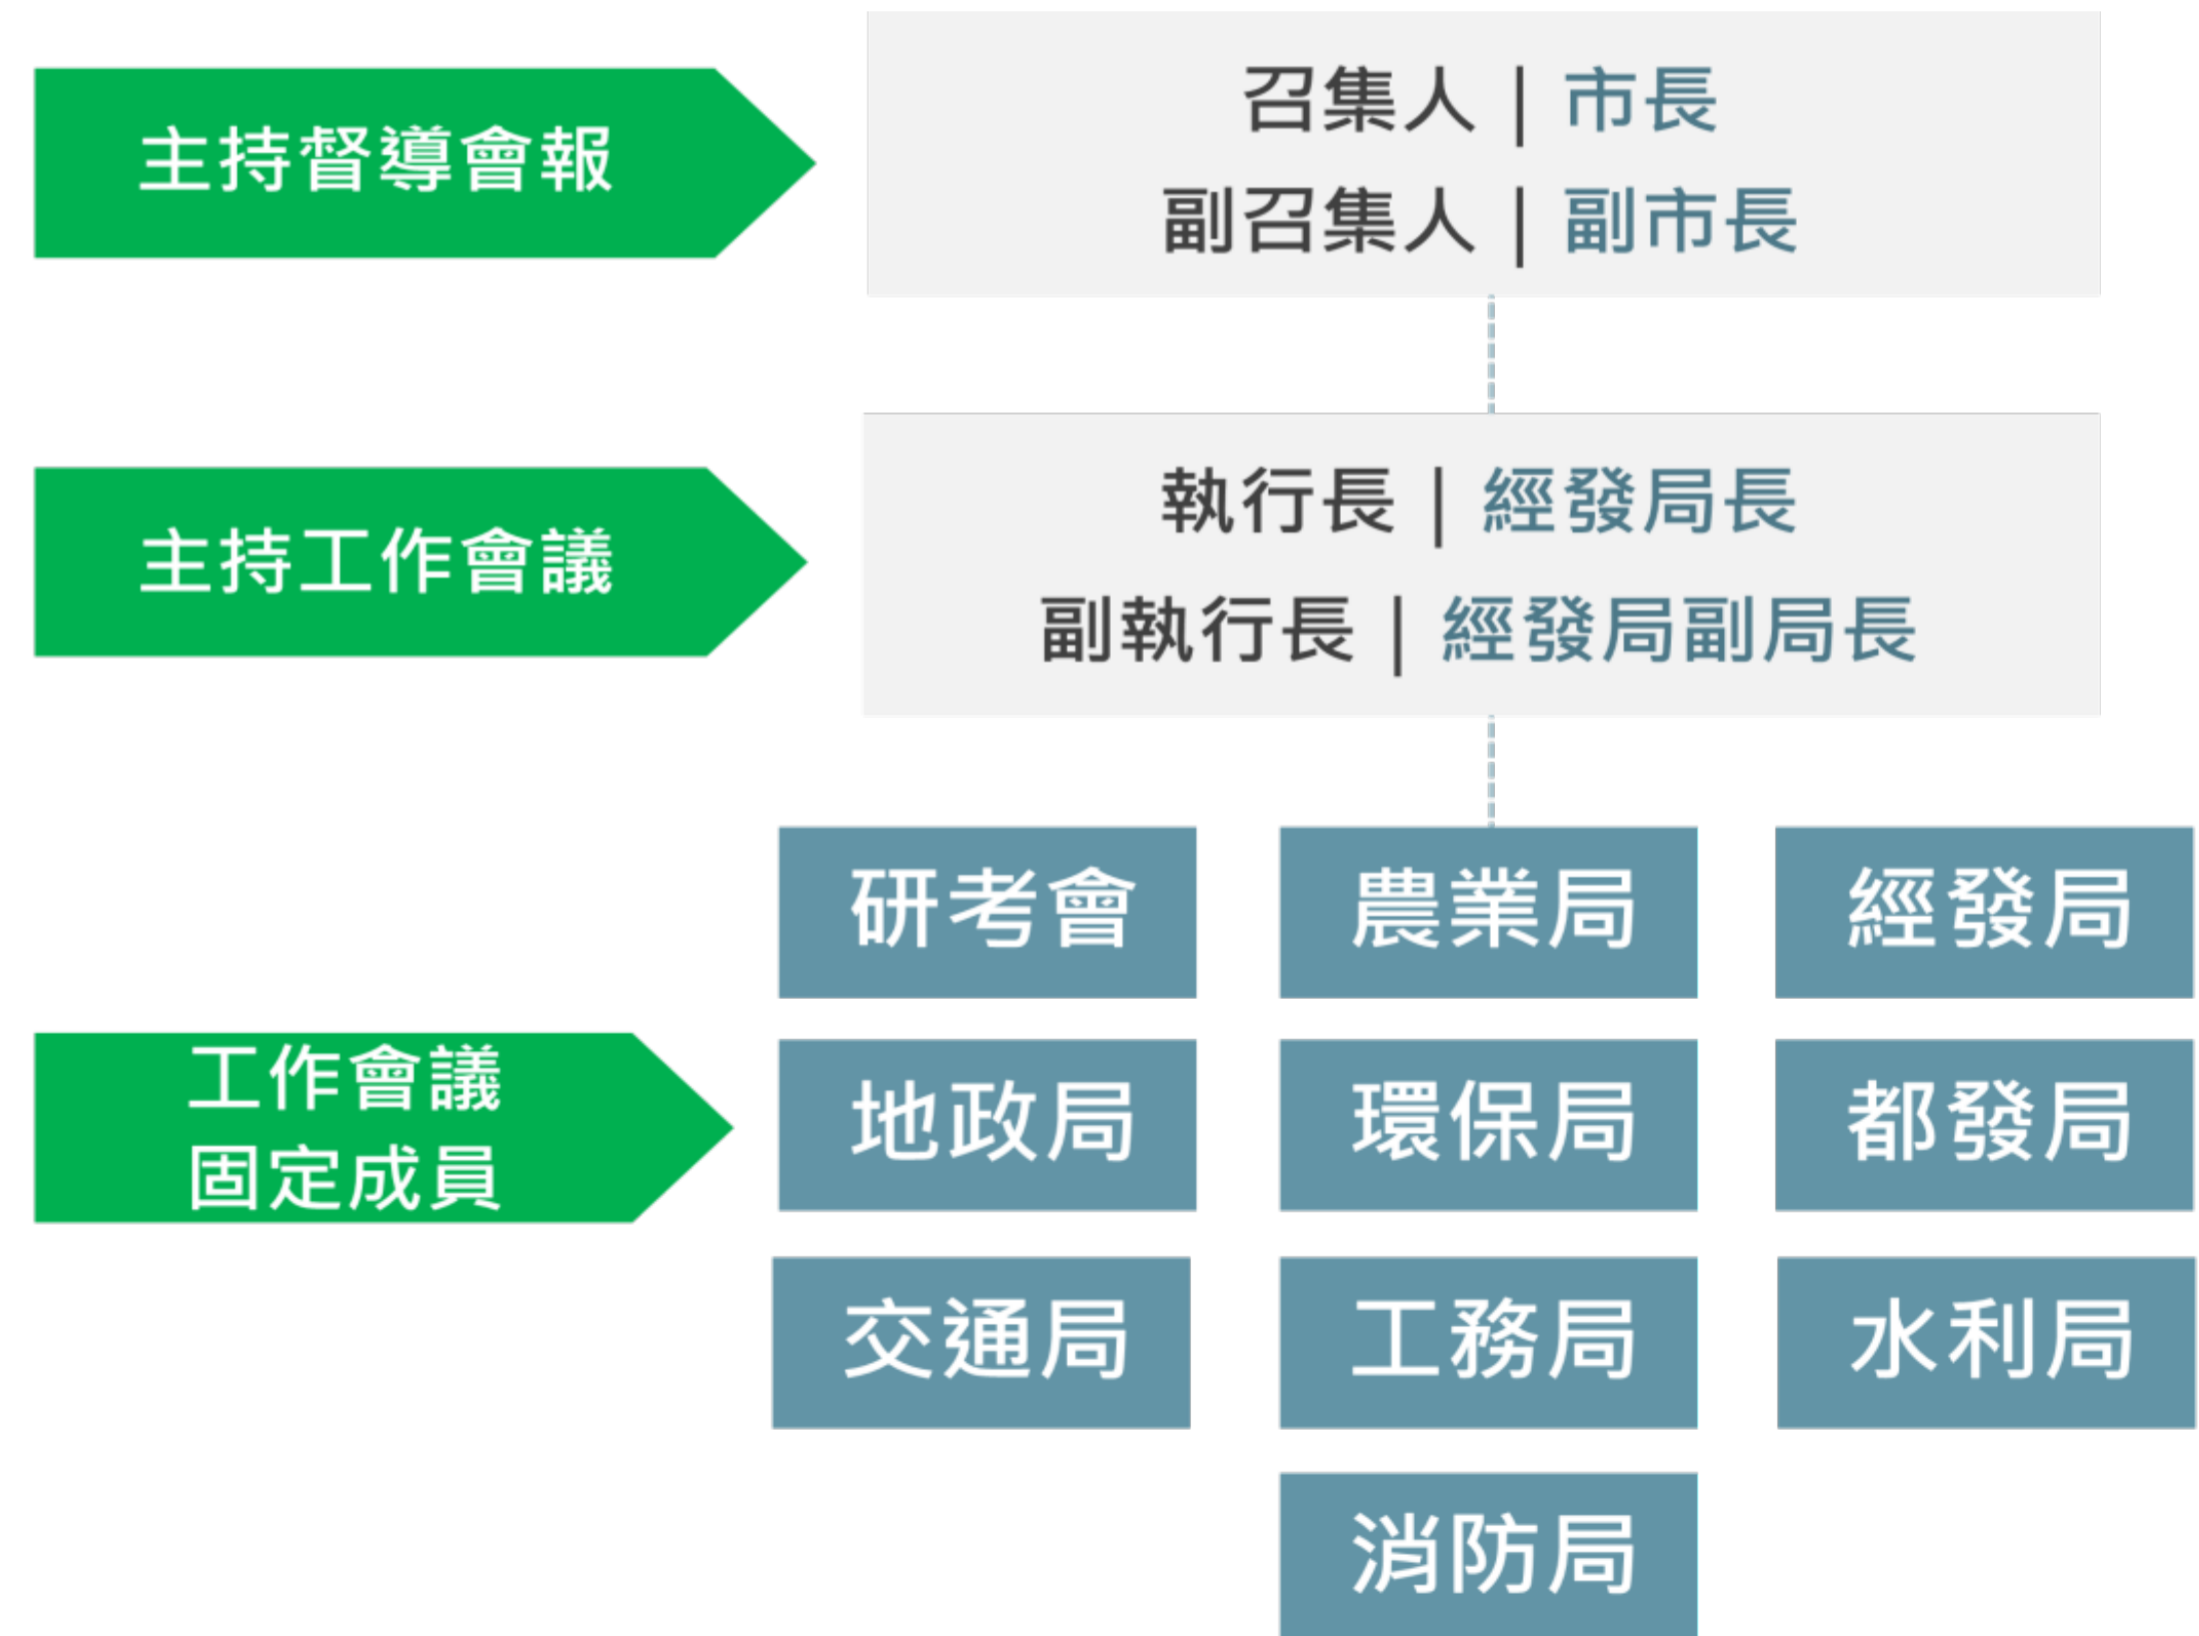 主持督導會報
召集人｜市長
副召集人｜副市長
主持工作會議
執行長｜經發局長
副執行長｜經發局副局長
工作會議
固定成員
研考會
農業局
經發局
地政局
環保局
都發局
交通局
工務局
水利局
消防局